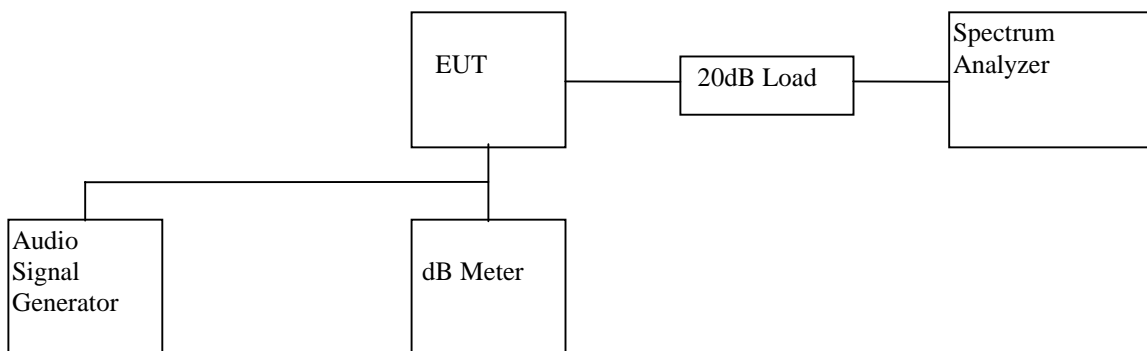 EUT
20dB Load
Spectrum
Analyzer
Audio
Signal
Generator
dB Meter